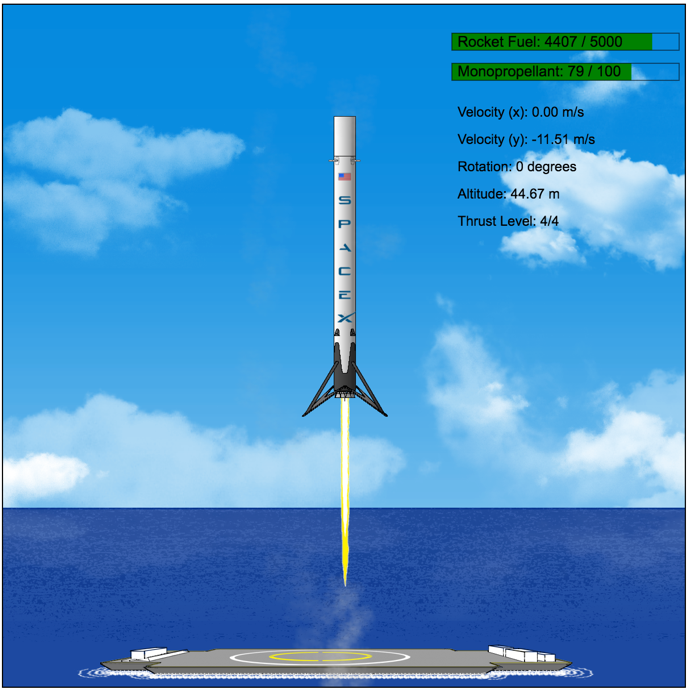 Rocket Fuel: 4407 / 5000
Monopropellant: 79 / 100
Velocity (x): 0.00 m/s
Velocity (y): -11.51 m/s
Rotation: 0 degrees
Altitude: 44.67 m
Thrust Level: 4/4
SPACEX